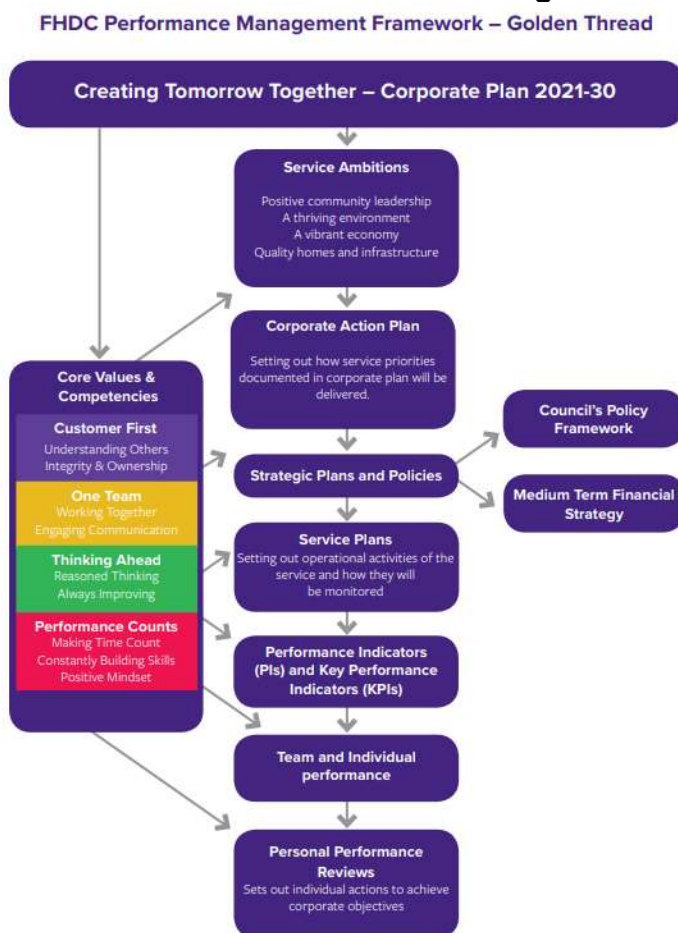 FHDC Performance Management Framework – Golden Thread
Creating Tomorrow Together – Corporate Plan 2021-30
Service Ambitions
Positive community leadership
A thriving environment
A vibrant economy
Quality homes and infrastructure
Corporate Action Plan
Setting out how service priorities
documented in corporate plan will be
delivered.
Core Values &
Competencies
Customer First
Understanding Others
Integrity & Ownership
One Team
Working Together
Engaging Communication
Thinking Ahead
Reasoned Thinking
Always Improving
Performance Counts
Making Time Count
Constantly Building Skills
Positive Mindset
Strategic Plans and Policies
Council's Policy
Framework
Medium Term Financial
Strategy
Service Plans
Setting out operational activities of the
service and how they will
be monitored
Performance Indicators
(PIs) and Key Performance
Indicators (KPIs)
Team and Individual
performance
Personal Performance
Reviews
Sets out individual actions to achieve
corporate objectives